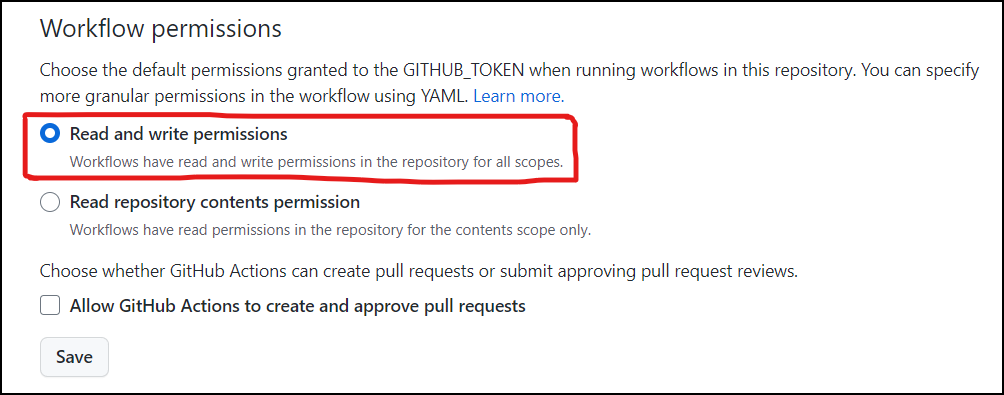 Workflow permissions
Choose the default permissions granted to the GITHUB_TOKEN when running workflows in this repository. You can specify
more granular permissions in the workflow using YAML. Learn more.
Read and write permissions
Workflows have read and write permissions in the repository for all scopes.
Read repository contents permission
Workflows have read permissions in the repository for the contents scope only.
Choose whether GitHub Actions can create pull requests or submit approving pull request reviews.
Allow GitHub Actions to create and approve pull requests
Save